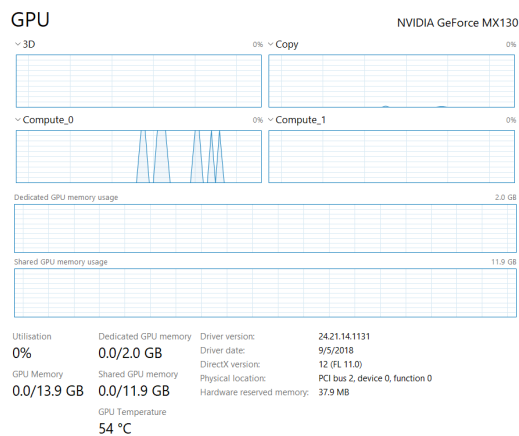 GPU
NVIDIA GeForce MX130
3D 0%
Copy 0%
Compute_0 0%
Compute_1 0%
Dedicated GPU memory usage 2.0 GB
Shared GPU memory usage 11.9 GB
Utilisation
0%
Dedicated GPU memory
0.0/2.0 GB
GPU Memory
0.0/13.9 GB
Shared GPU memory
0.0/11.9 GB
GPU Temperature
54 °C
Driver version: 24.21.14.1131
Driver date: 9/5/2018
DirectX version: 12 (FL 11.0)
Physical location: PCI bus 2, device 0, function 0
Hardware reserved memory: 37.9 MB